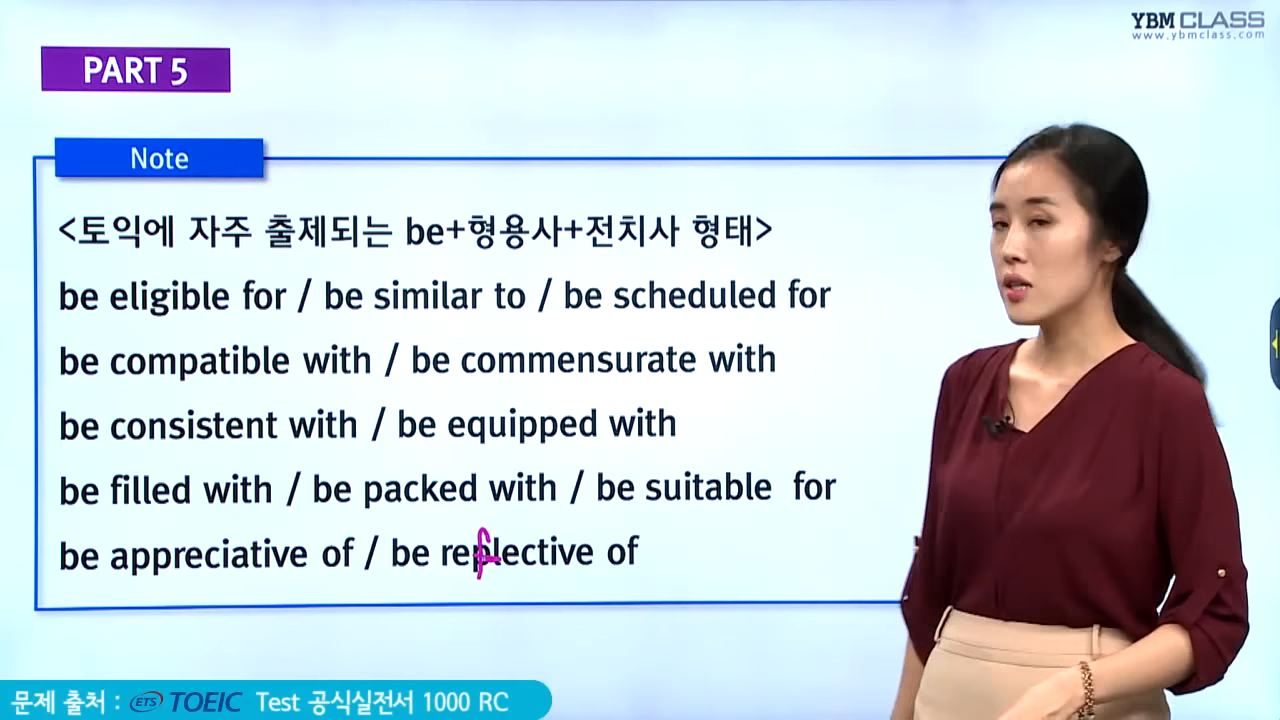 YBM CLASS
www.ybmclass.com
PART 5
Note
<토익에 자주 출제되는 be+형용사+전치사 형태>
be eligible for / be similar to / be scheduled for
be compatible with / be commensurate with
be consistent with / be equipped with
be filled with / be packed with / be suitable for
be appreciative of / be reflective of
문제 출처 : ETS TOEIC Test 공식실전서 1000 RC